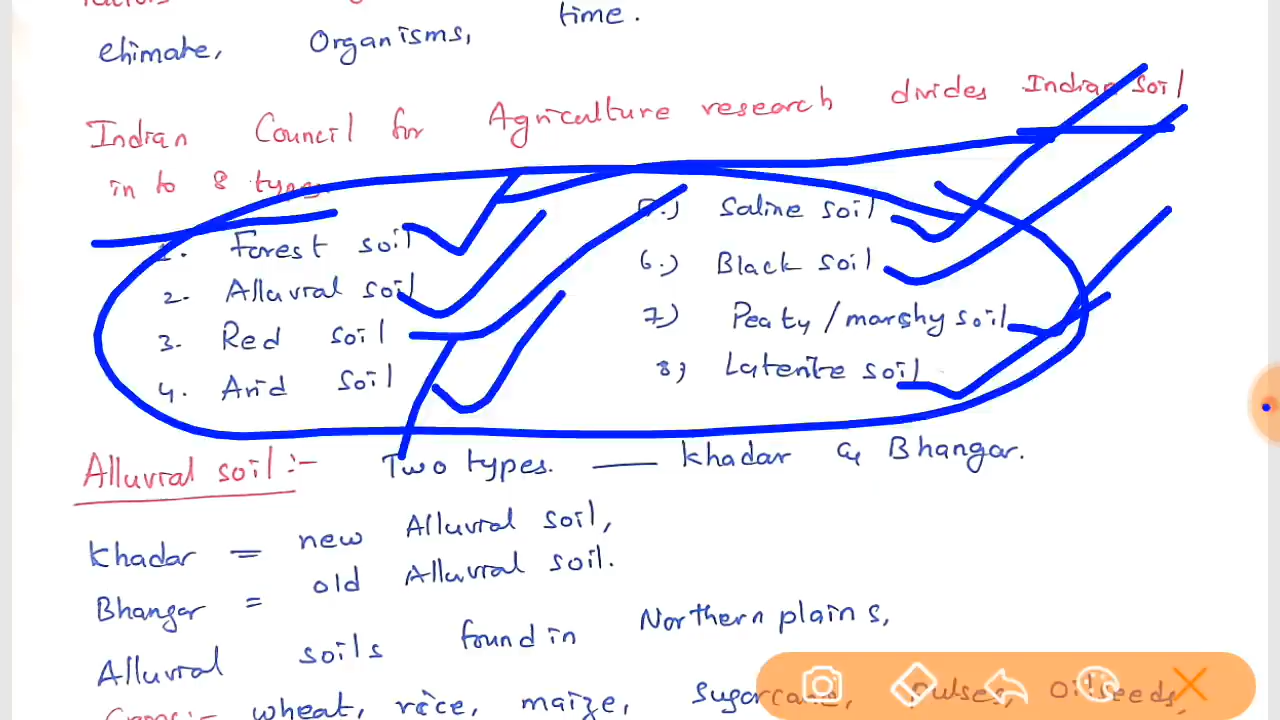 climate, Organisms, time.
Indian Council for Agriculture research divides Indian Soil
in to 8 types
1. Forest soil
2. Alluvial soil
3. Red soil
4. Arid soil
5.) Saline soil
6.) Black soil
7) Peaty/marshy soil
8) Laterite soil
Alluvial soil:- Two types. — Khadar & Bhangar.
Khadar = new Alluvial soil,
Bhangar = old Alluvial soil.
Alluvial soils found in Northern plains,
Crops:- wheat, rice, maize, Sugarcane, Pulses, Oilseeds,